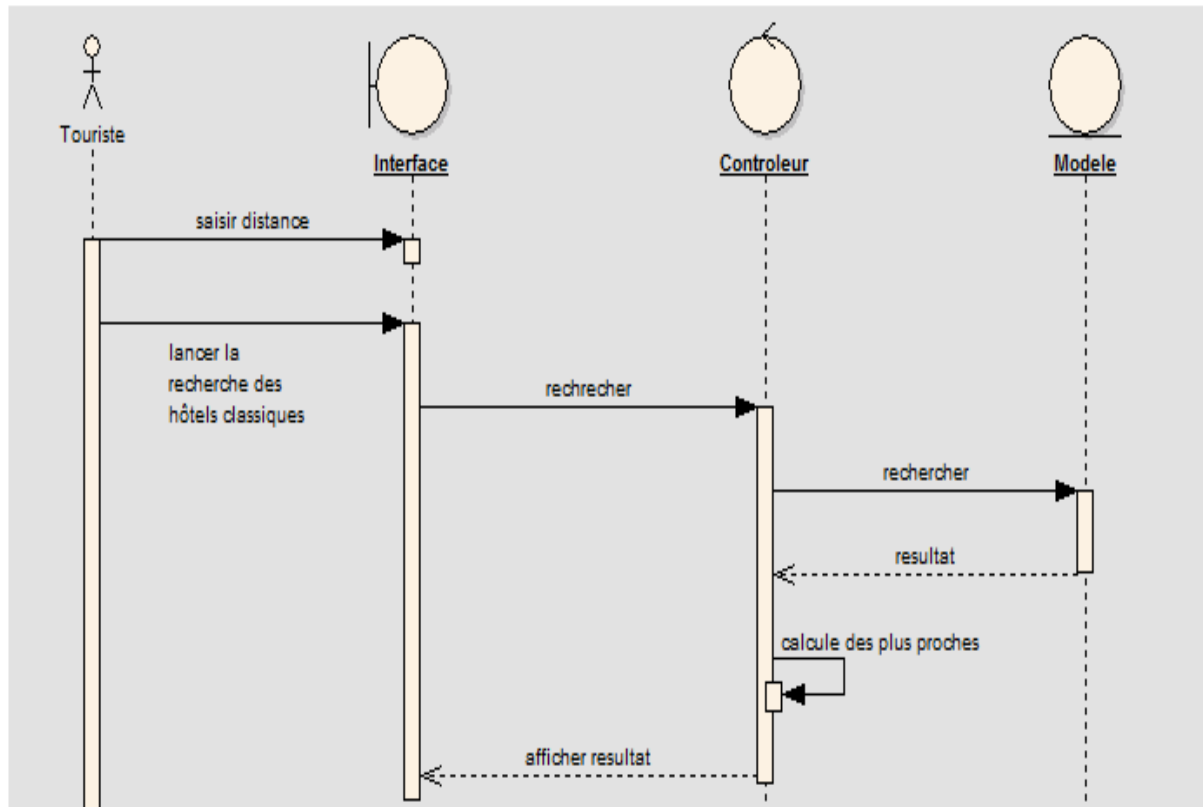 Touriste
Interface
Controleur
Modele
saisir distance
lancer la
recherche des
hôtels classiques
rechrecher
rechercher
resultat
calcule des plus proches
afficher resultat